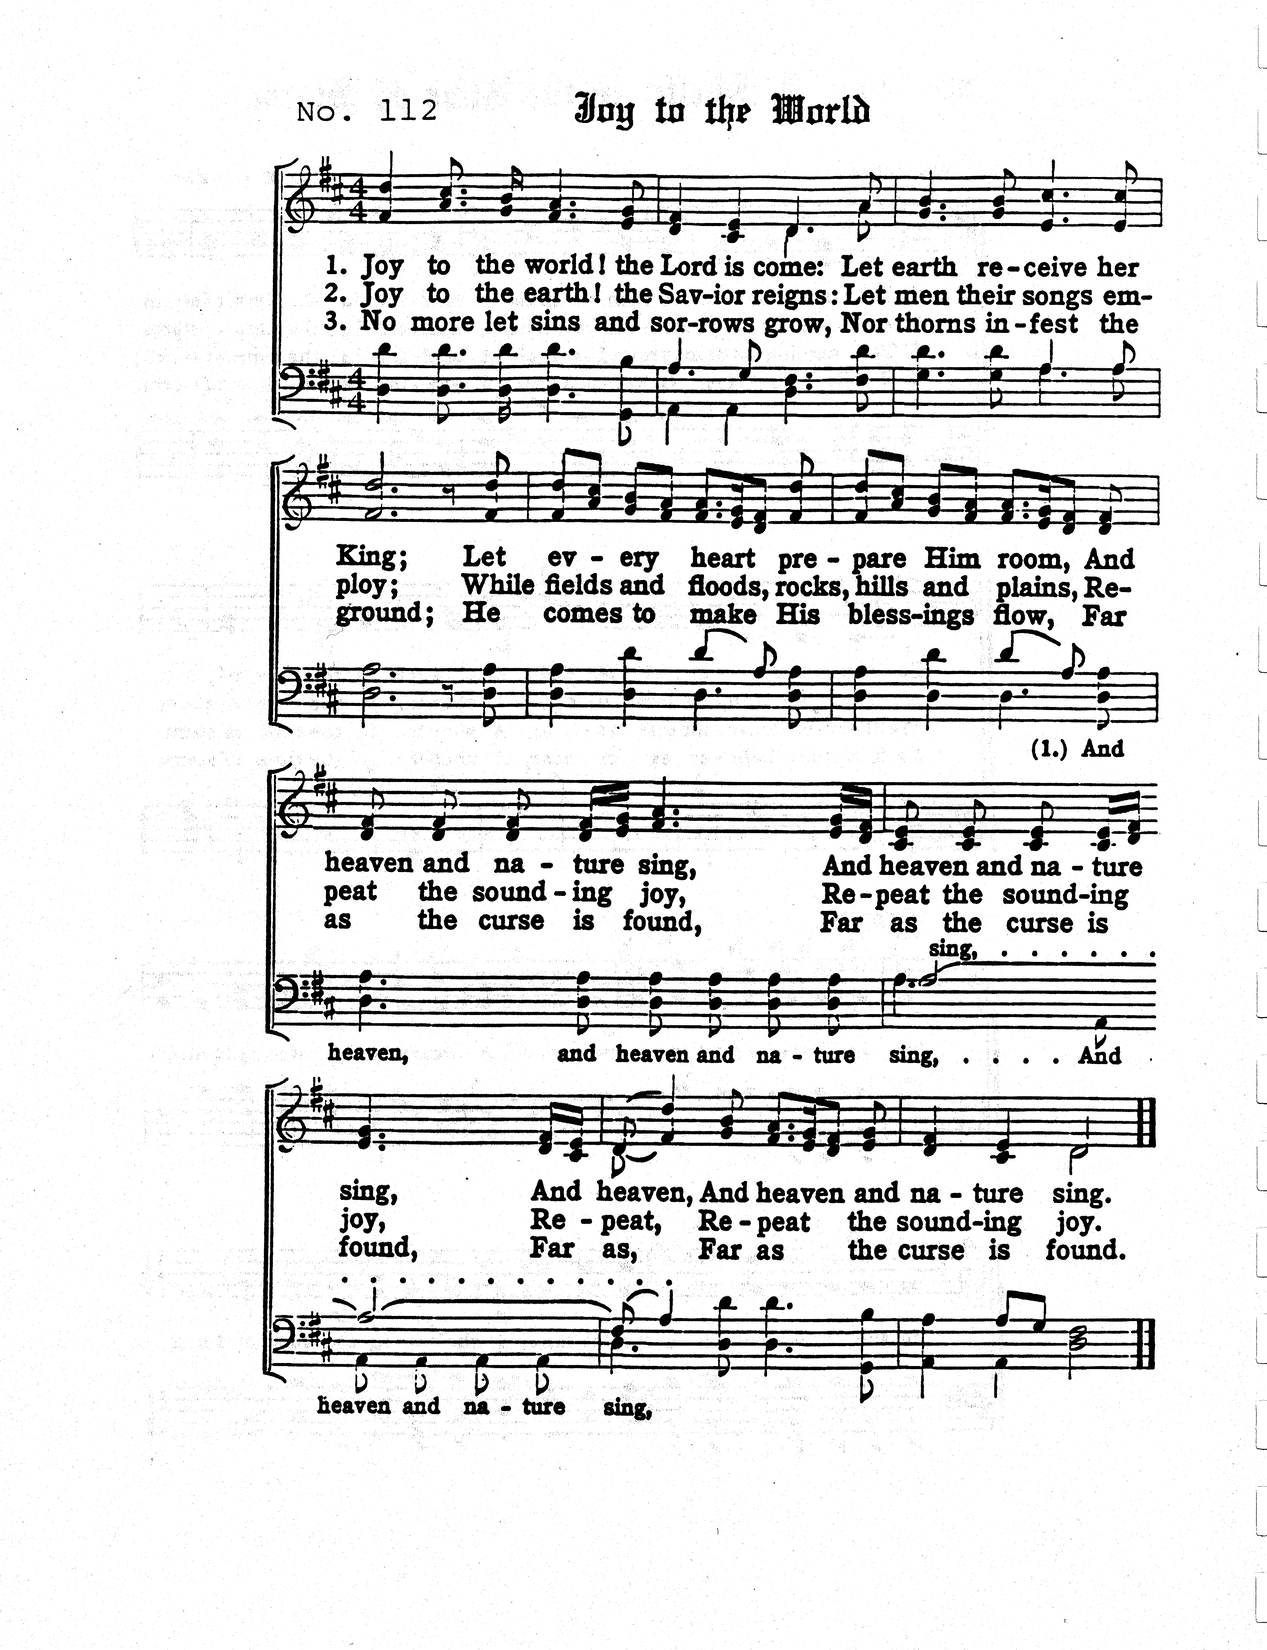 No. 112 Joy to the World
1. Joy to the world! the Lord is come: Let earth re-ceive her
2. Joy to the earth! the Sav-ior reigns: Let men their songs em-
3. No more let sins and sor-rows grow, Nor thorns in-fest the
King; Let ev - ery heart pre - pare Him room, And
ploy; While fields and floods, rocks, hills and plains, Re-
ground; He comes to make His bless-ings flow, Far
(1.) And
heaven and na - ture sing, And heaven and na - ture
peat the sound - ing joy, Re - peat the sound-ing
as the curse is found, Far as the curse is
sing, . . . . . .
heaven, and heaven and na - ture sing, . . . . And
sing, And heaven, And heaven and na - ture sing.
joy, Re - peat, Re - peat the sound-ing joy.
found, Far as, Far as the curse is found.
. . . . . . . . . . . .
heaven and na - ture sing,